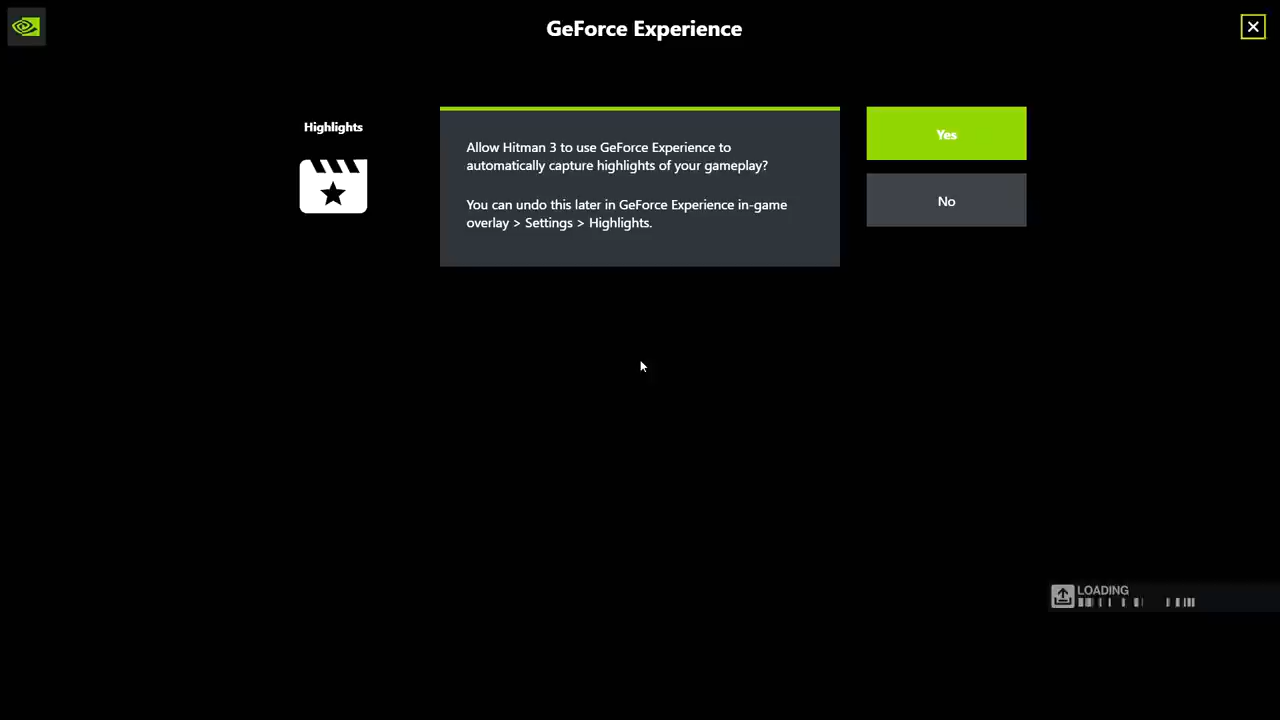 GeForce Experience
Highlights
Allow Hitman 3 to use GeForce Experience to
automatically capture highlights of your gameplay?
You can undo this later in GeForce Experience in-game
overlay > Settings > Highlights.
Yes
No
LOADING